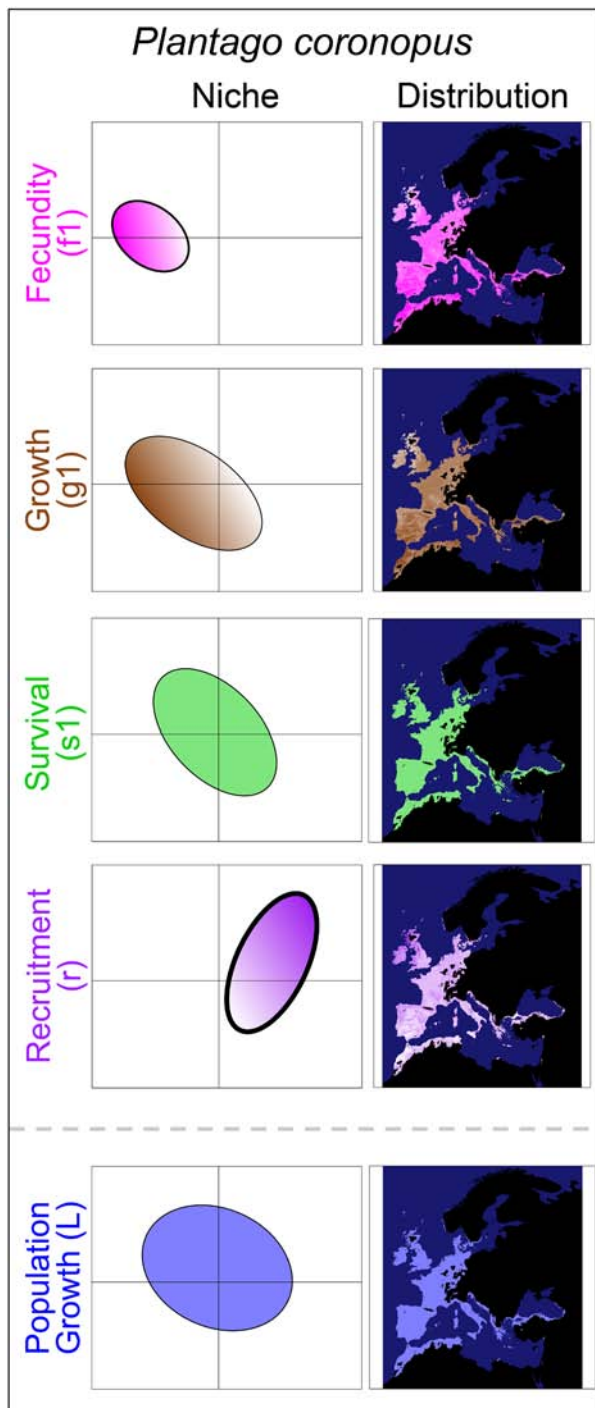 Plantago coronopus
Niche Distribution
Fecundity
(f1)
Growth
(g1)
Survival
(s1)
Recruitment
(r)
Population
Growth (L)